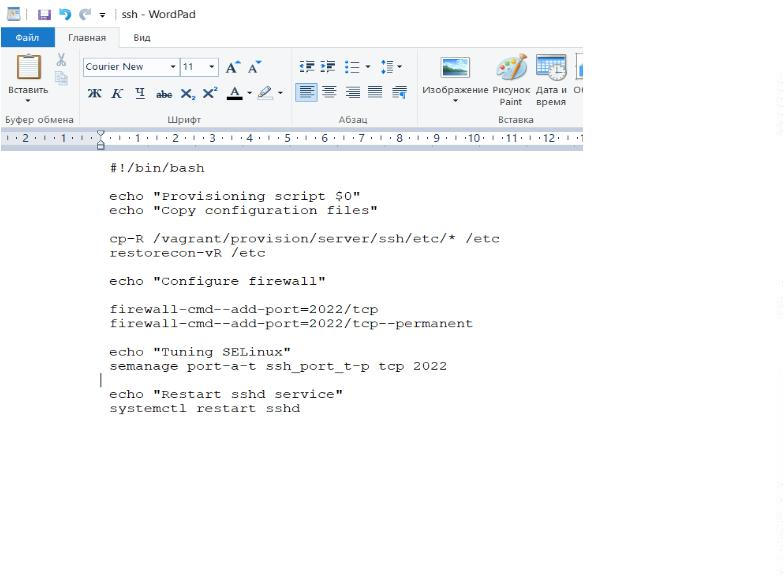 ssh - WordPad
Файл Главная Вид
Вставить
Буфер обмена
Courier New 11
Ж К Ч abc X₂ X² A
Шрифт
Абзац
Изображение Рисунок Paint Дата и время
Вставка
2 1 1 2 3 4 5 6 7 8 9 10 11 12
#!/bin/bash
echo "Provisioning script $0"
echo "Copy configuration files"
cp-R /vagrant/provision/server/ssh/etc/* /etc
restorecon-vR /etc
echo "Configure firewall"
firewall-cmd--add-port=2022/tcp
firewall-cmd--add-port=2022/tcp--permanent
echo "Tuning SELinux"
semanage port-a-t ssh_port_t-p tcp 2022
echo "Restart sshd service"
systemctl restart sshd